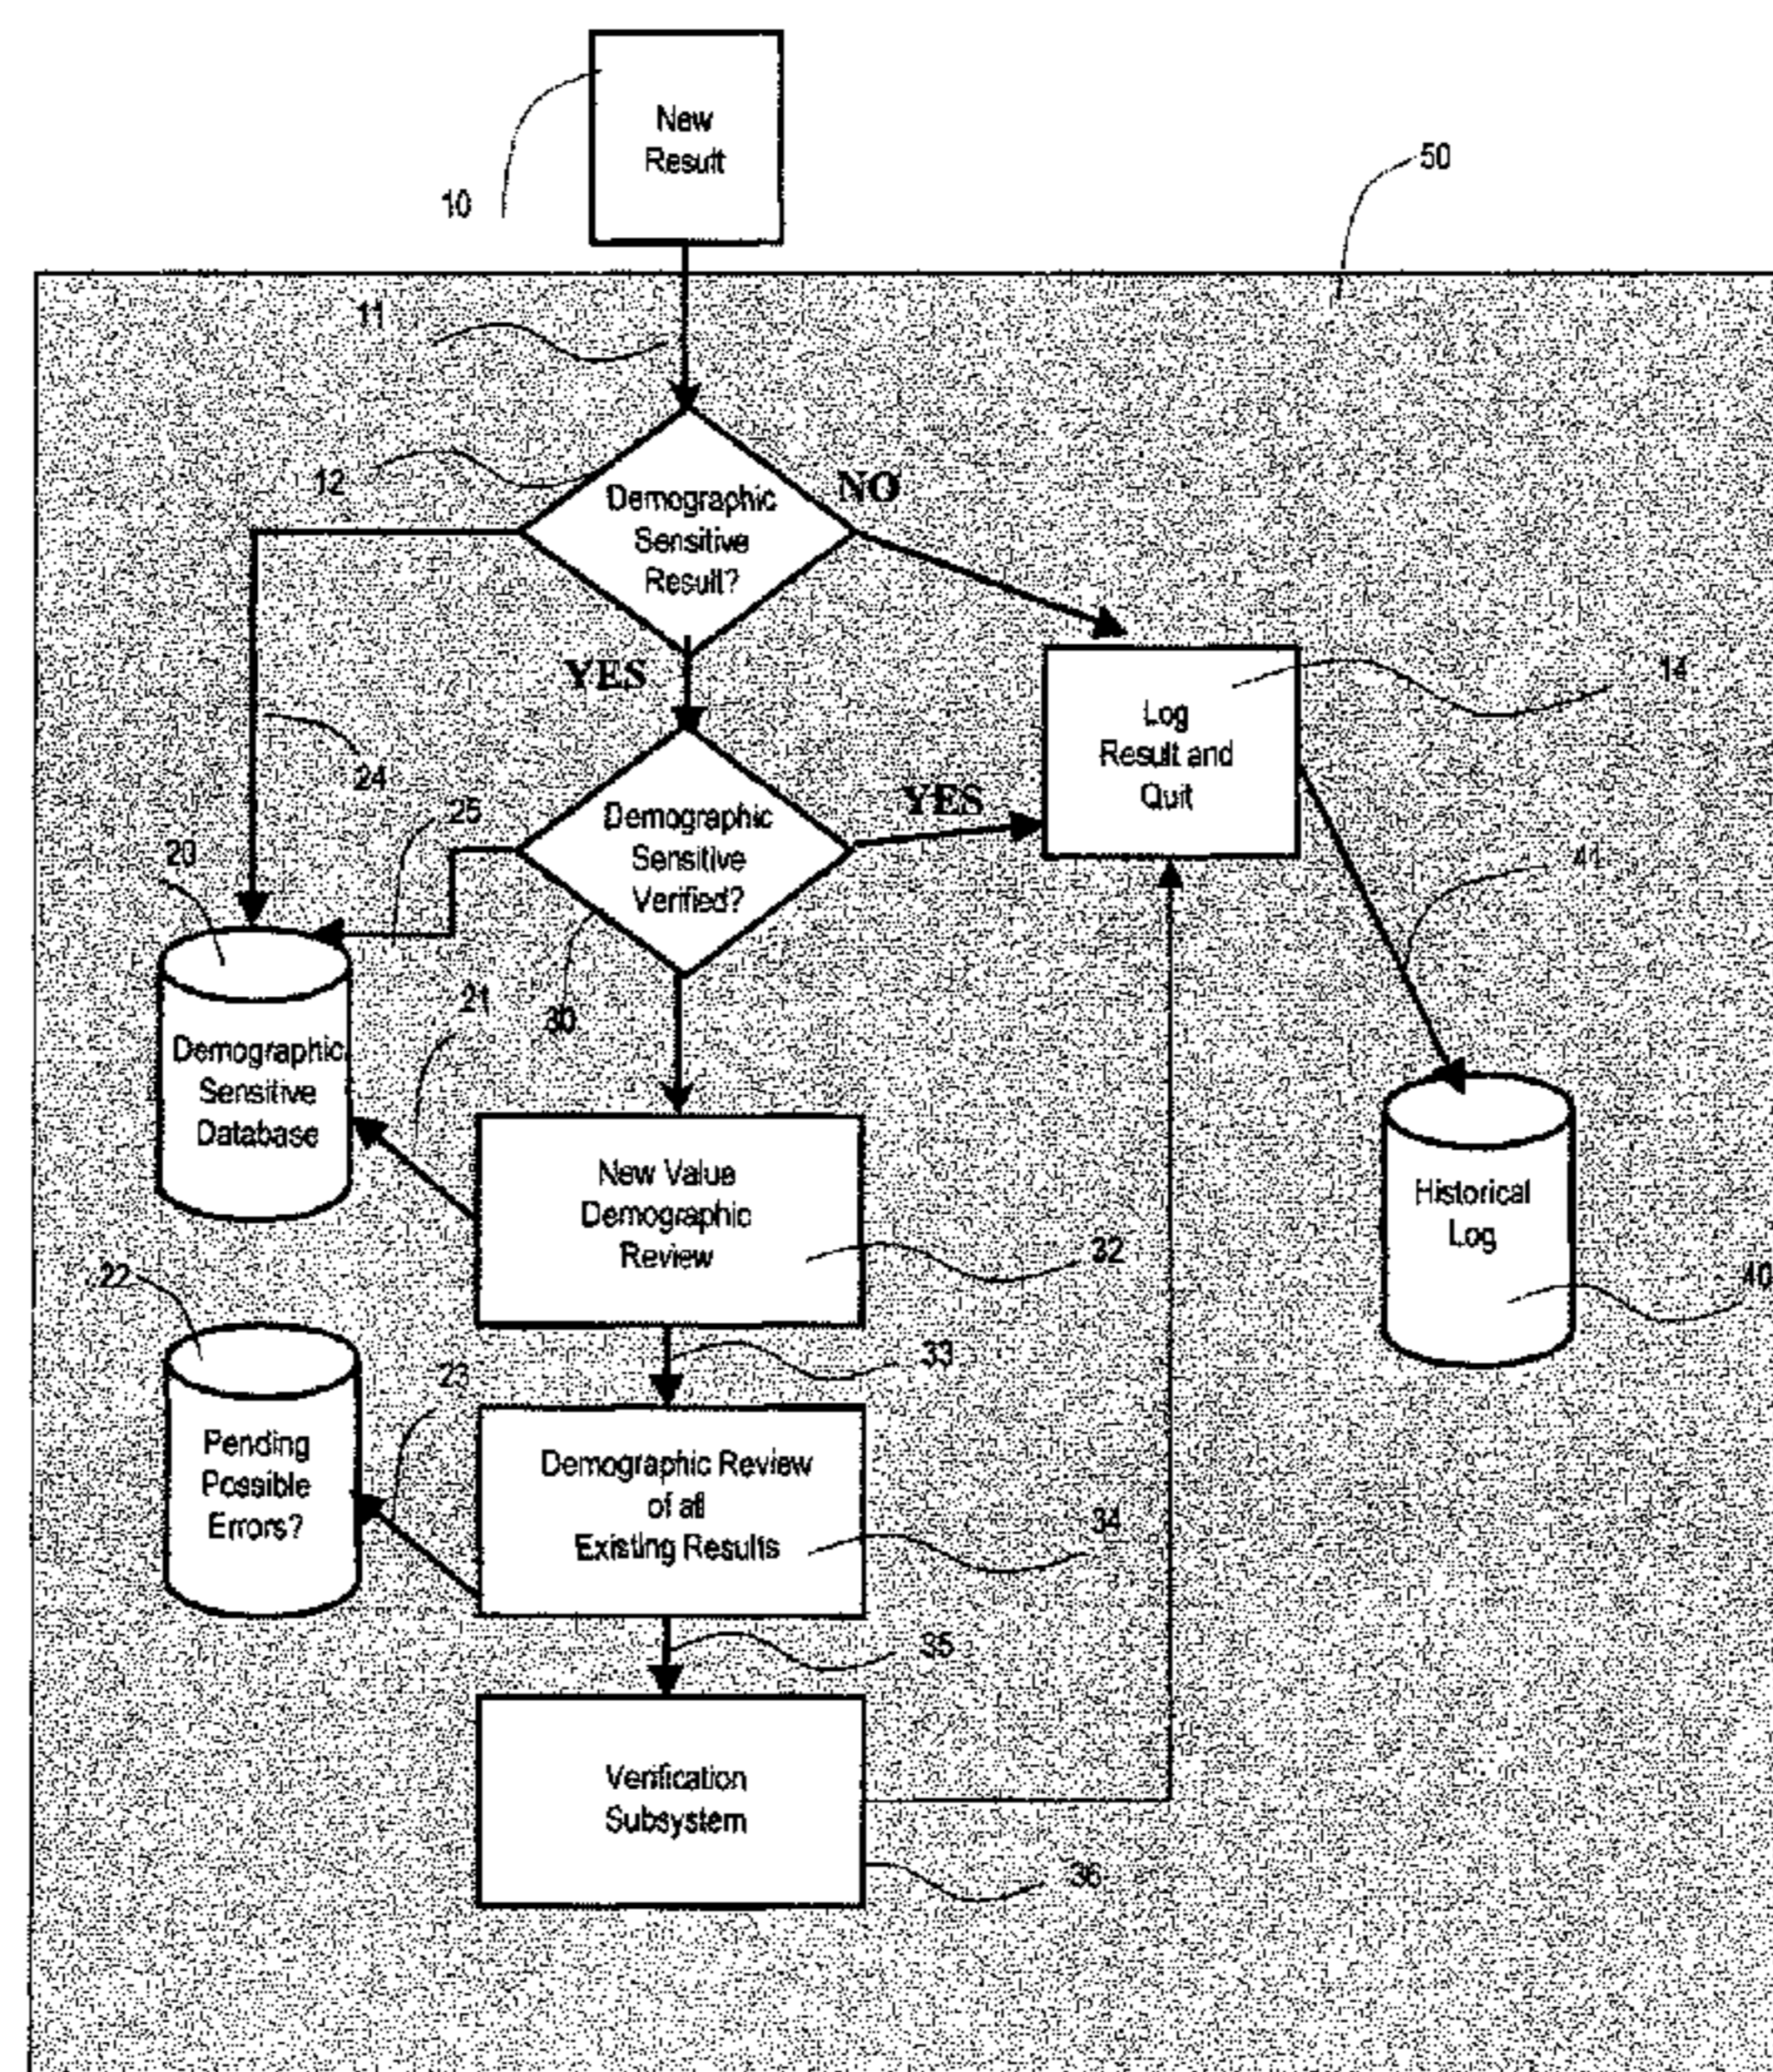 New
Result
10
50
11
12
Demographic
Sensitive
Result?
NO
YES
14
Log
Result and
Quit
24
25
YES
Demographic
Sensitive
Verified?
20
41
21
30
Demographic
Sensitive
Database
New Value
Demographic
Review
32
Historical
Log
40
22
33
23
Pending
Possible
Errors?
Demographic Review
of all
Existing Results
34
35
Verification
Subsystem
36